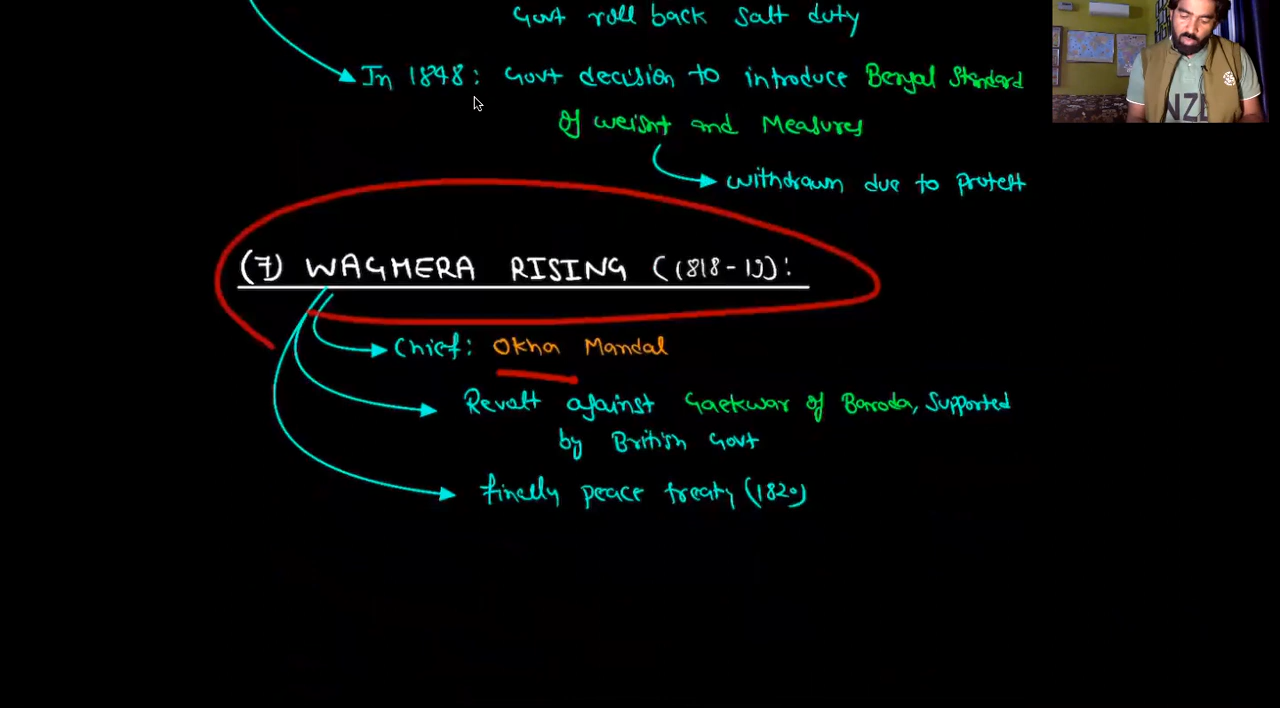 Govt roll back salt duty
In 1848: Govt decision to introduce Bengal Standard
of weight and Measures
withdrawn due to protest
(7) WAGHERA RISING (1818-19):
Chief: Okha Mandal
Revolt against Gaekwar of Baroda, Supported
by British Govt
finally peace treaty (1820)
NZE